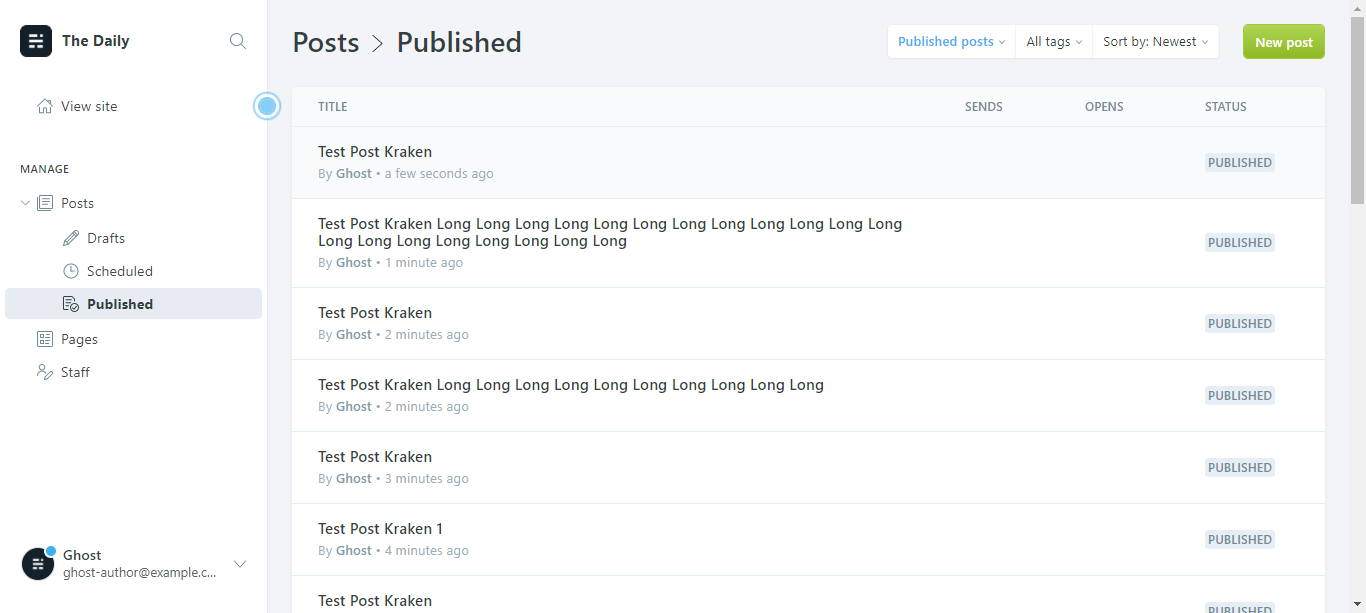 The Daily
View site
MANAGE
Posts
Drafts
Scheduled
Published
Pages
Staff
Ghost
ghost-author@example.c...
Posts > Published
Published posts
All tags
Sort by: Newest
New post
TITLE SENDS OPENS STATUS
Test Post Kraken
By Ghost • a few seconds ago
PUBLISHED
Test Post Kraken Long Long Long Long Long Long Long Long Long Long Long Long
Long Long Long Long Long Long Long Long
By Ghost • 1 minute ago
PUBLISHED
Test Post Kraken
By Ghost • 2 minutes ago
PUBLISHED
Test Post Kraken Long Long Long Long Long Long Long Long Long Long
By Ghost • 2 minutes ago
PUBLISHED
Test Post Kraken
By Ghost • 3 minutes ago
PUBLISHED
Test Post Kraken 1
By Ghost • 4 minutes ago
PUBLISHED
Test Post Kraken
PUBLISHED